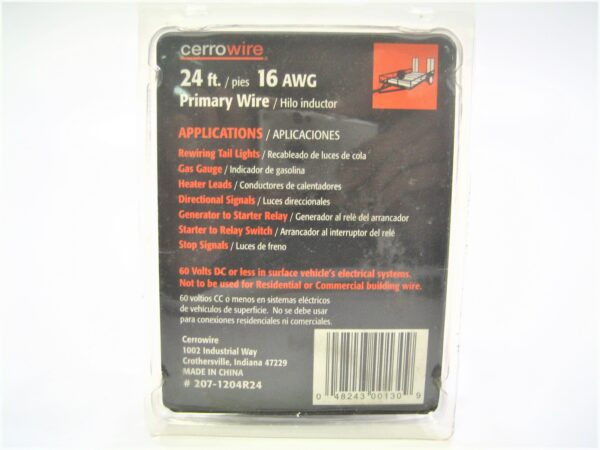 cerrowire
24 ft. / pies 16 AWG
Primary Wire / Hilo inductor
APPLICATIONS / APLICACIONES
Rewiring Tail Lights / Recableado de luces de cola
Gas Gauge / Indicador de gasolina
Heater Leads / Conductores de calentadores
Directional Signals / Luces direccionales
Generator to Starter Relay / Generador al relé del arrancador
Starter to Relay Switch / Arrancador al interruptor del relé
Stop Signals / Luces de freno
60 Volts DC or less in surface vehicle's electrical systems.
Not to be used for Residential or Commercial building wire.
60 voltios CC o menos en sistemas eléctricos
de vehículos de superficie. No se debe usar
para conexiones residenciales ni comerciales.
Cerrowire
1002 Industrial Way
Crothersville, Indiana 47229
MADE IN CHINA
# 207-1204R24
0 48243 00130 9